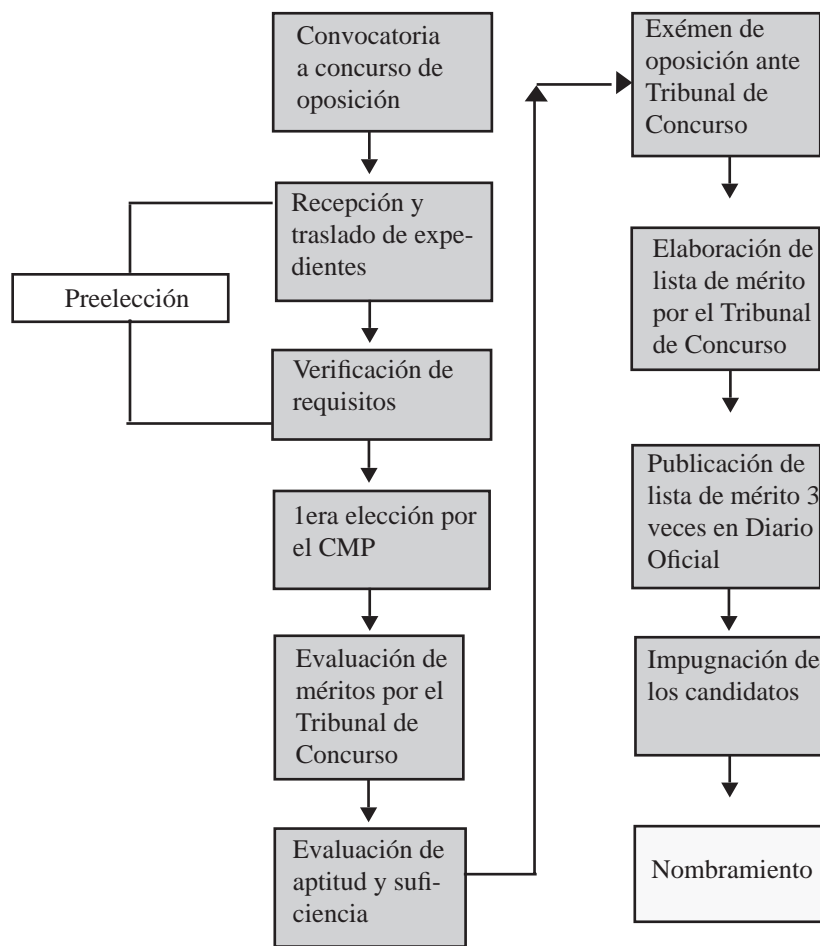 Convocatoria
a concurso de
oposición
Recepción y
traslado de expe-
dientes
Preelección
Verificación de
requisitos
1era elección por
el CMP
Evaluación de
méritos por el
Tribunal de
Concurso
Evaluación de
aptitud y sufi-
ciencia
Exémen de
oposición ante
Tribunal de
Concurso
Elaboración de
lista de mérito
por el Tribunal
de Concurso
Publicación de
lista de mérito 3
veces en Diario
Oficial
Impugnación de
los candidatos
Nombramiento